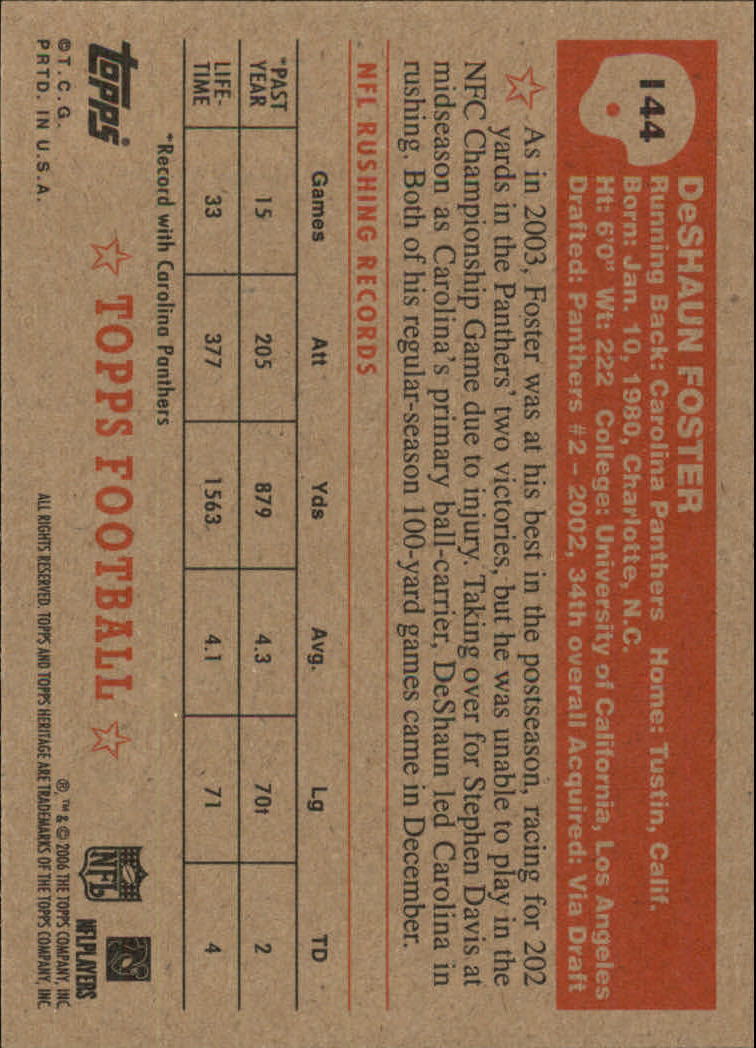 144
DeSHAUN FOSTER
Running Back: Carolina Panthers Home: Tustin, Calif.
Born: Jan. 10, 1980, Charlotte, N.C.
Ht: 6'0" Wt: 222 College: University of California, Los Angeles
Drafted: Panthers #2 - 2002, 34th overall Acquired: Via Draft
As in 2003, Foster was at his best in the postseason, racing for 202
yards in the Panthers' two victories, but he was unable to play in the
NFC Championship Game due to injury. Taking over for Stephen Davis at
midseason as Carolina's primary ball-carrier, DeShaun led Carolina in
rushing. Both of his regular-season 100-yard games came in December.
NFL RUSHING RECORDS
Games Att Yds Avg. Lg TD
*PAST
YEAR 15 205 879 4.3 70t 2
LIFE-
TIME 33 377 1563 4.1 71 4
*Record with Carolina Panthers
topps®
TOPPS FOOTBALL
NFL
NFLPLAYERS
©T.C.G.
PRTD. IN U.S.A.
®, ™ & © 2006 THE TOPPS COMPANY, INC
ALL RIGHTS RESERVED. TOPPS AND TOPPS HERITAGE ARE TRADEMARKS OF THE TOPPS COMPANY, INC